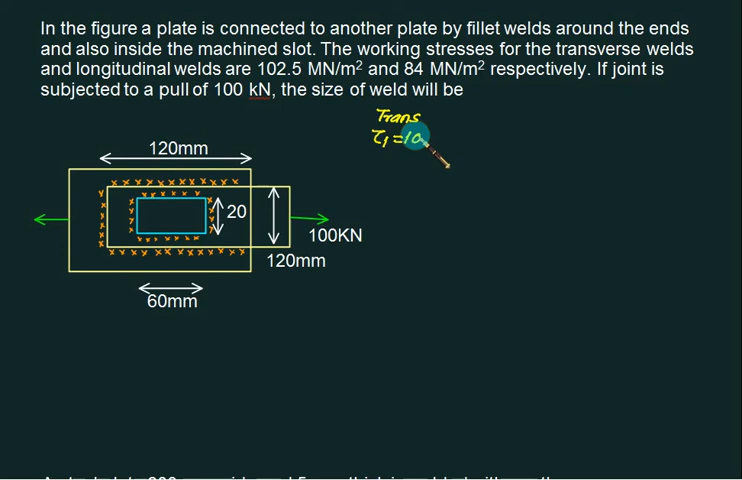 In the figure a plate is connected to another plate by fillet welds around the ends
and also inside the machined slot. The working stresses for the transverse welds
and longitudinal welds are 102.5 MN/m² and 84 MN/m² respectively. If joint is
subjected to a pull of 100 kN, the size of weld will be
Trans
τ₁=10
120mm
20
100KN
120mm
60mm